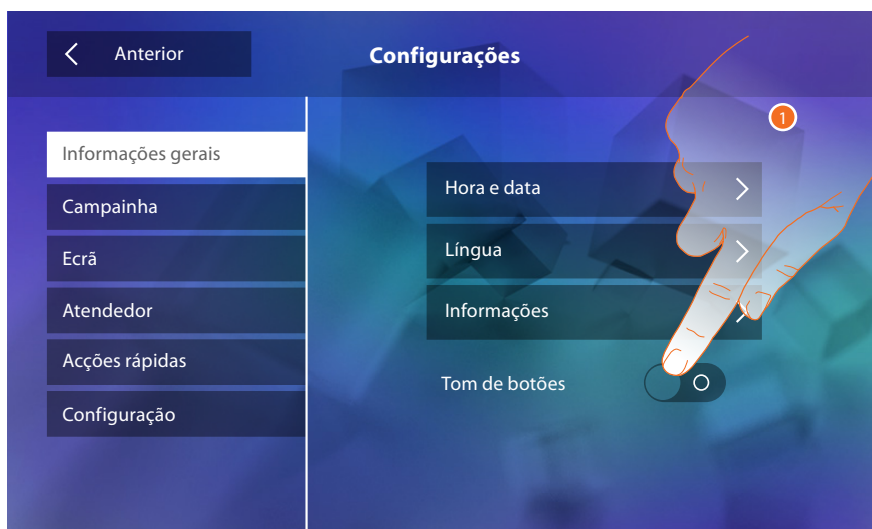 Anterior
Configurações
1
Informações gerais
Campainha
Ecrã
Atendedor
Acções rápidas
Configuração
Hora e data
Língua
Informações
Tom de botões